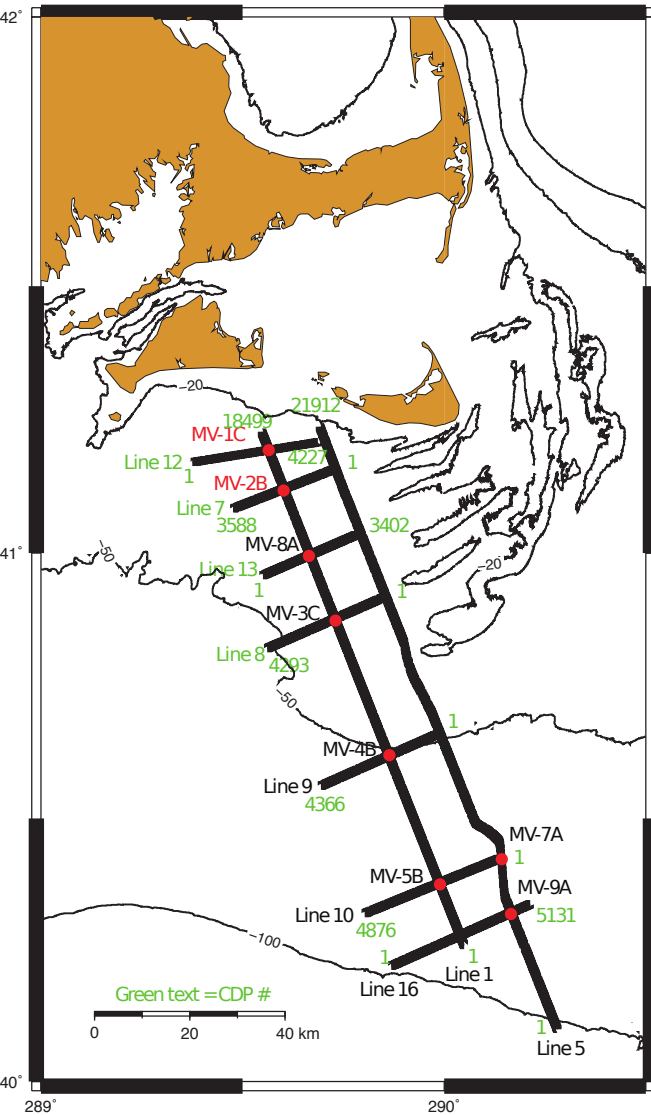 42°
−20
21912
18499
MV-1C
4227
Line 12
1
1
MV-2B
Line 7
3588
3402
MV-8A
41°
−50
−20
Line 13
1
1
MV-3C
Line 8
4293
−50
1
MV-4B
Line 9
4366
MV-7A
1
MV-5B
MV-9A
Line 10
5131
4876
−100
1
1
Line 16
Line 1
Green text = CDP #
0
20
40 km
1
Line 5
40°
289°
290°